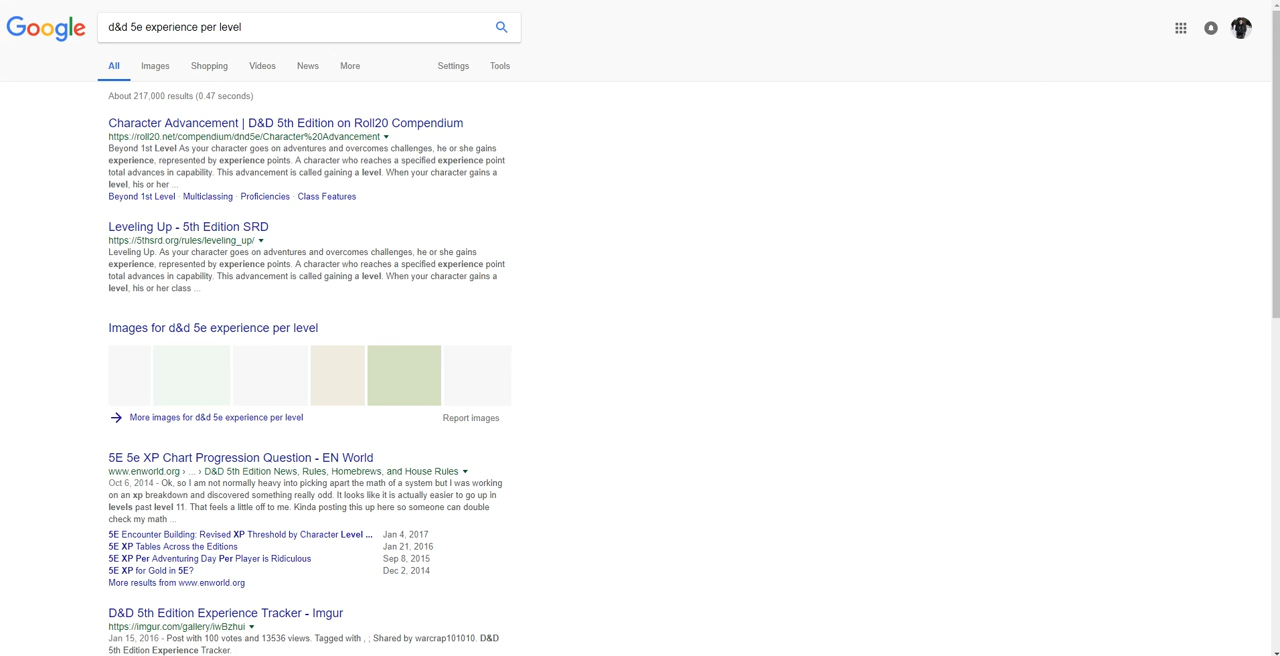 Google
d&d 5e experience per level
All Images Shopping Videos News More Settings Tools
About 217,000 results (0.47 seconds)
Character Advancement | D&D 5th Edition on Roll20 Compendium
https://roll20.net/compendium/dnd5e/Character%20Advancement
Beyond 1st Level As your character goes on adventures and overcomes challenges, he or she gains
experience, represented by experience points. A character who reaches a specified experience point
total advances in capability. This advancement is called gaining a level. When your character gains a
level, his or her ...
Beyond 1st Level · Multiclassing · Proficiencies · Class Features
Leveling Up - 5th Edition SRD
https://5thsrd.org/rules/leveling_up/
Leveling Up. As your character goes on adventures and overcomes challenges, he or she gains
experience, represented by experience points. A character who reaches a specified experience point
total advances in capability. This advancement is called gaining a level. When your character gains a
level, his or her class ...
Images for d&d 5e experience per level
More images for d&d 5e experience per level Report images
5E 5e XP Chart Progression Question - EN World
www.enworld.org › ... › D&D 5th Edition News, Rules, Homebrews, and House Rules
Oct 6, 2014 - Ok, so I am not normally heavy into picking apart the math of a system but I was working
on an xp breakdown and discovered something really odd. It looks like it is actually easier to go up in
levels past level 11. That feels a little off to me. Kinda posting this up here so someone can double
check my math ...
5E Encounter Building: Revised XP Threshold by Character Level ... Jan 4, 2017
5E XP Tables Across the Editions Jan 21, 2016
5E XP Per Adventuring Day Per Player is Ridiculous Sep 8, 2015
5E XP for Gold in 5E? Dec 2, 2014
More results from www.enworld.org
D&D 5th Edition Experience Tracker - Imgur
https://imgur.com/gallery/iwBzhui
Jan 15, 2016 - Post with 100 votes and 13536 views. Tagged with , ; Shared by warcrap101010. D&D
5th Edition Experience Tracker.